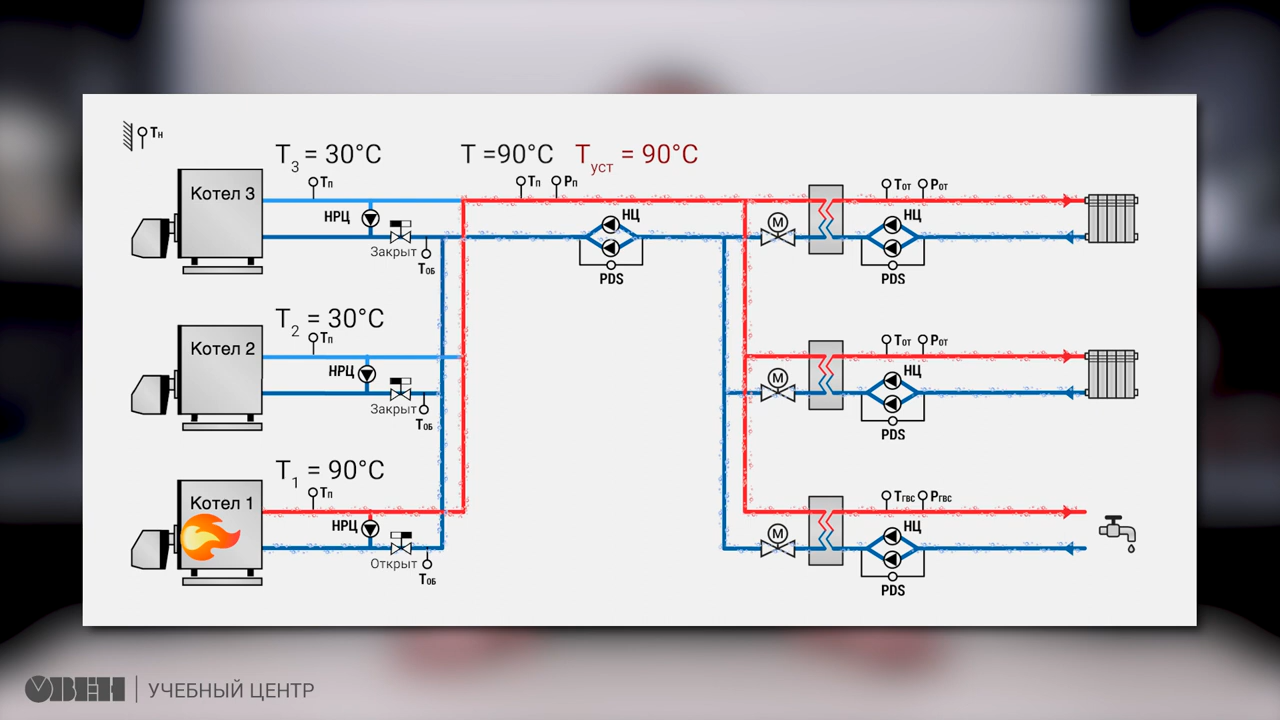 Tн
T3 = 30°C
T =90°C Tуст = 90°C
Tп
Tп Pп
Tот Pот
Котел 3
НРЦ
НЦ
M
НЦ
Закрыт
Tоб
PDS
PDS
T2 = 30°C
Tп
Tот Pот
Котел 2
НРЦ
M
НЦ
Закрыт
Tоб
PDS
T1 = 90°C
Tп
Tгвс Pгвс
Котел 1
НРЦ
M
НЦ
Открыт
Tоб
PDS
ОВЕН УЧЕБНЫЙ ЦЕНТР